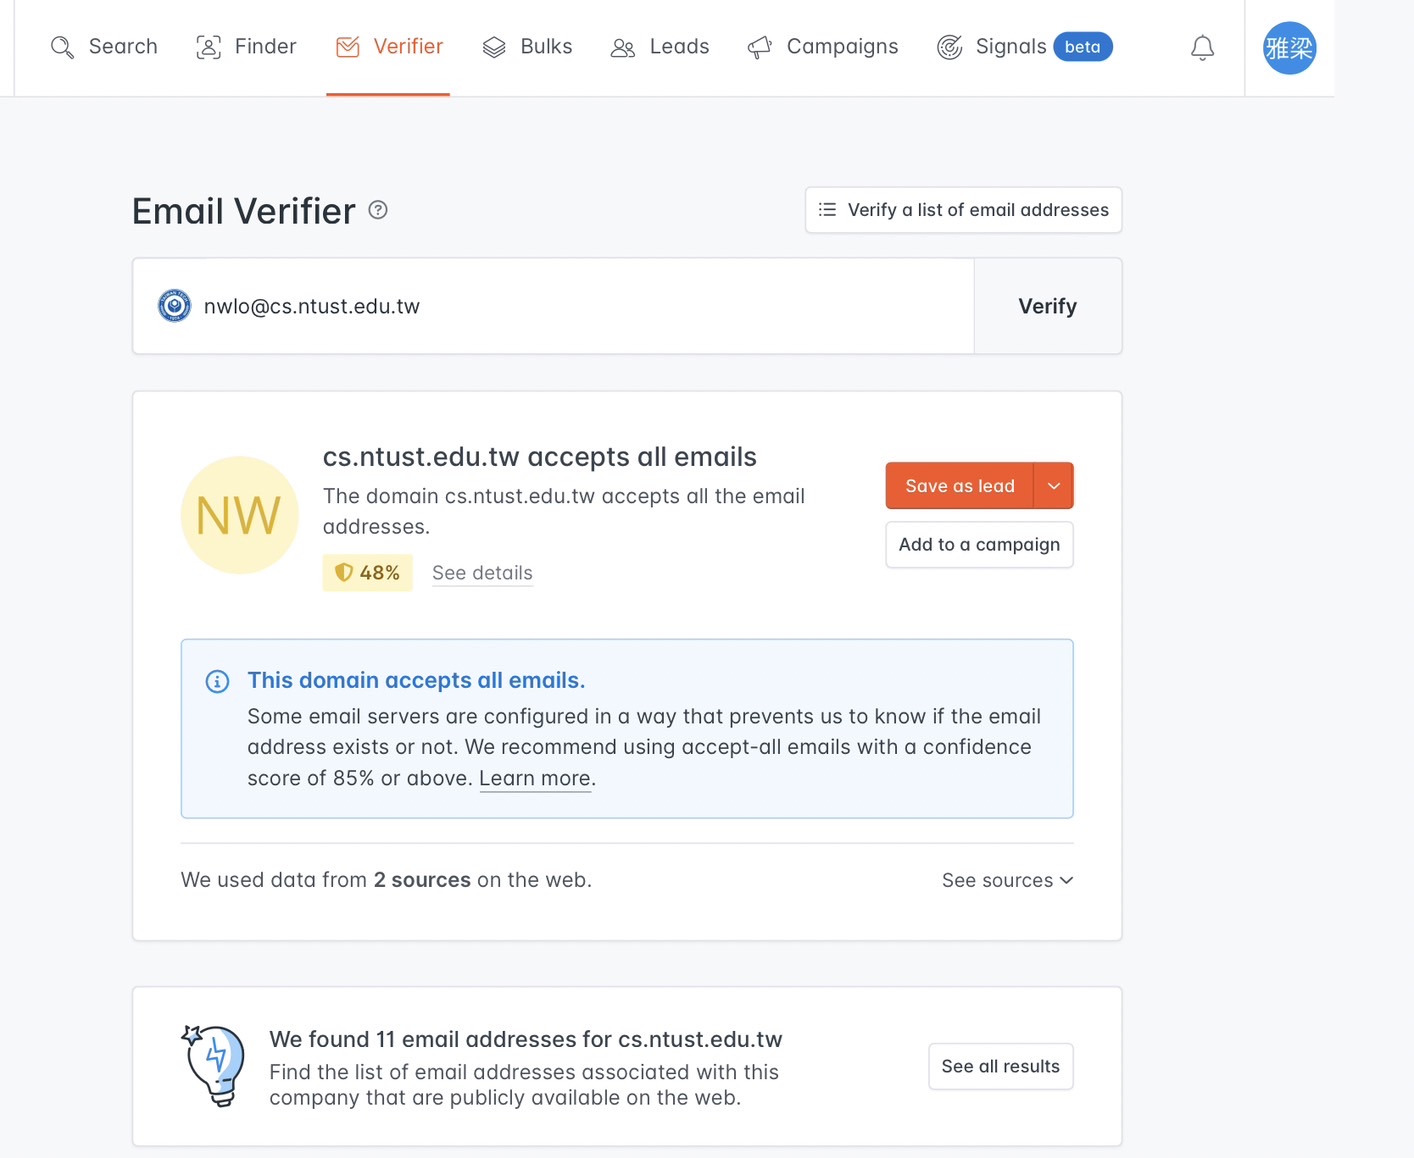 Search Finder Verifier Bulks Leads Campaigns Signals beta 雅梁
Email Verifier
Verify a list of email addresses
nwlo@cs.ntust.edu.tw Verify
NW
cs.ntust.edu.tw accepts all emails
The domain cs.ntust.edu.tw accepts all the email
addresses.
48% See details
Save as lead
Add to a campaign
This domain accepts all emails.
Some email servers are configured in a way that prevents us to know if the email
address exists or not. We recommend using accept-all emails with a confidence
score of 85% or above. Learn more.
We used data from 2 sources on the web. See sources
We found 11 email addresses for cs.ntust.edu.tw
Find the list of email addresses associated with this
company that are publicly available on the web.
See all results